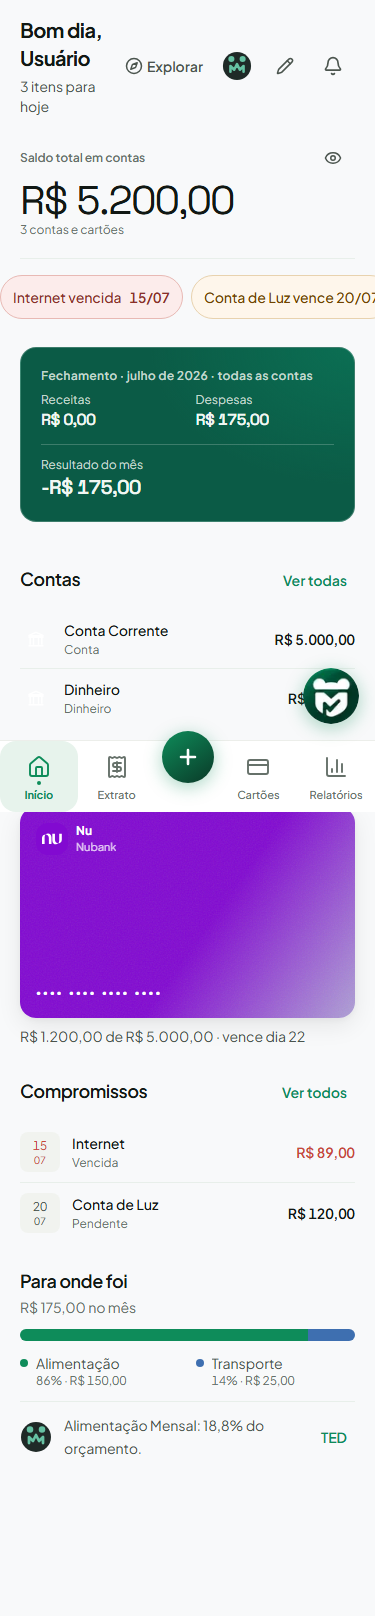 Bom dia,
Usuário
3 itens para
hoje
Explorar
Saldo total em contas
R$ 5.200,00
3 contas e cartões
Internet vencida 15/07
Conta de Luz vence 20/07
Fechamento · julho de 2026 · todas as contas
Receitas
R$ 0,00
Despesas
R$ 175,00
Resultado do mês
-R$ 175,00
Contas
Ver todas
Conta Corrente
Conta
R$ 5.000,00
Dinheiro
Dinheiro
R$
Início
Extrato
Cartões
Relatórios
nu
Nu
Nubank
•••• •••• •••• ••••
R$ 1.200,00 de R$ 5.000,00 · vence dia 22
Compromissos
Ver todos
15
07
Internet
Vencida
R$ 89,00
20
07
Conta de Luz
Pendente
R$ 120,00
Para onde foi
R$ 175,00 no mês
Alimentação
86% · R$ 150,00
Transporte
14% · R$ 25,00
Alimentação Mensal: 18,8% do
orçamento.
TED